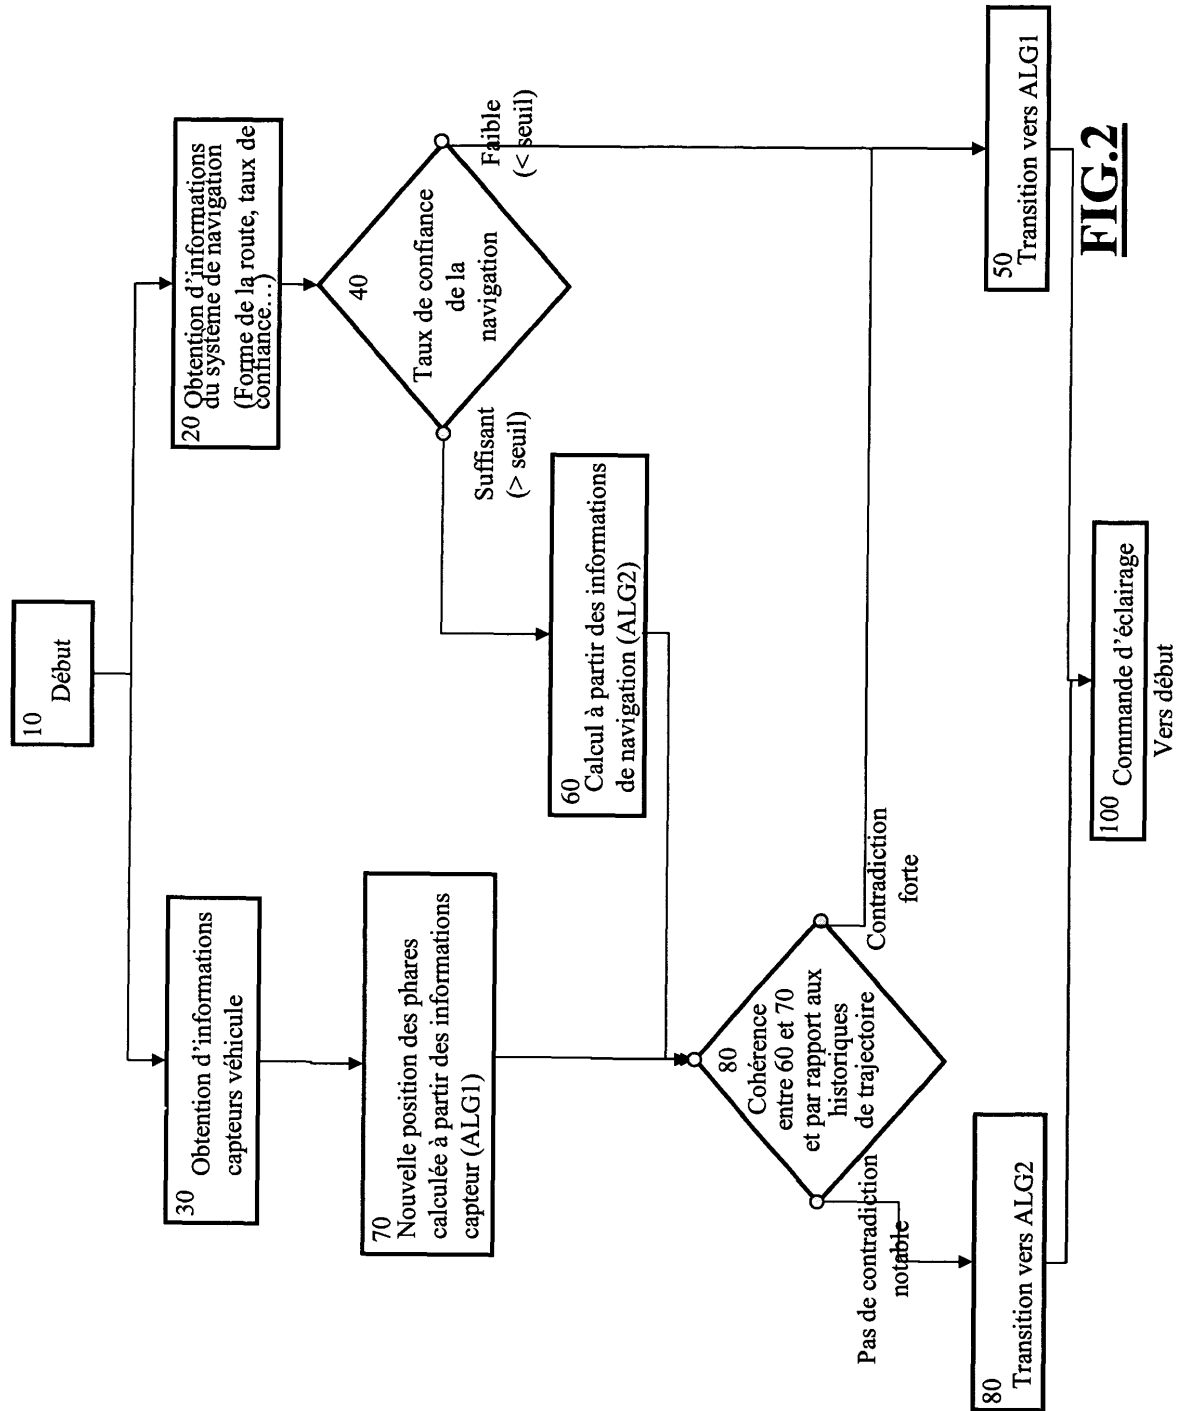 10
Début
30
Obtention d'informations
capteurs véhicule
20 Obtention d'informations
du système de navigation
(Forme de la route, taux de
confiance...)
40
Taux de confiance
de la
navigation
Suffisant
(> seuil)
Faible
(< seuil)
70
Nouvelle position des phares
calculée à partir des informations
capteur (ALG1)
60
Calcul à partir des informations
de navigation (ALG2)
80
Cohérence
entre 60 et 70
et par rapport aux
historiques
de trajectoire
Pas de contradiction
notable
Contradiction
forte
80
Transition vers ALG2
50
Transition vers ALG1
100 Commande d'éclairage
Vers début
FIG.2